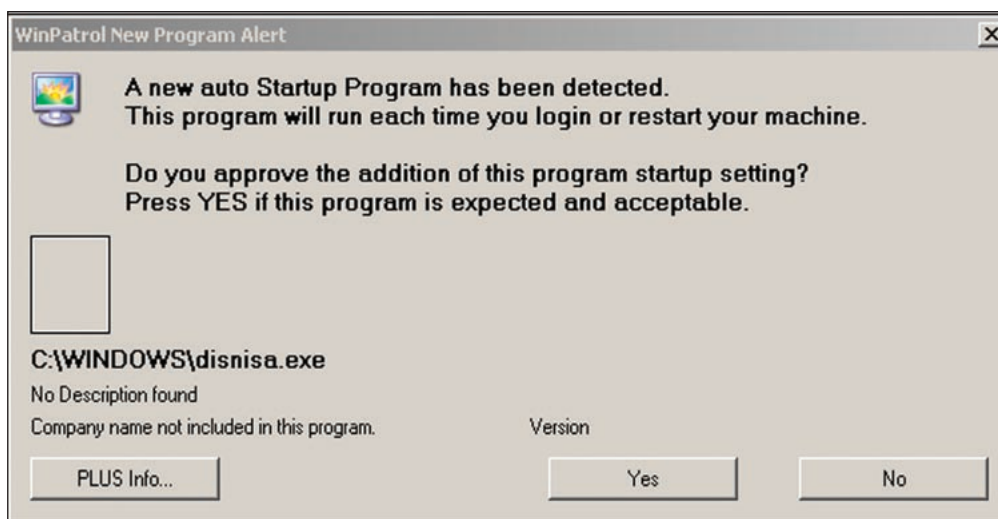 WinPatrol New Program Alert
A new auto Startup Program has been detected.
This program will run each time you login or restart your machine.
Do you approve the addition of this program startup setting?
Press YES if this program is expected and acceptable.
C:\WINDOWS\disnisa.exe
No Description found
Company name not included in this program.
Version
PLUS Info...
Yes
No